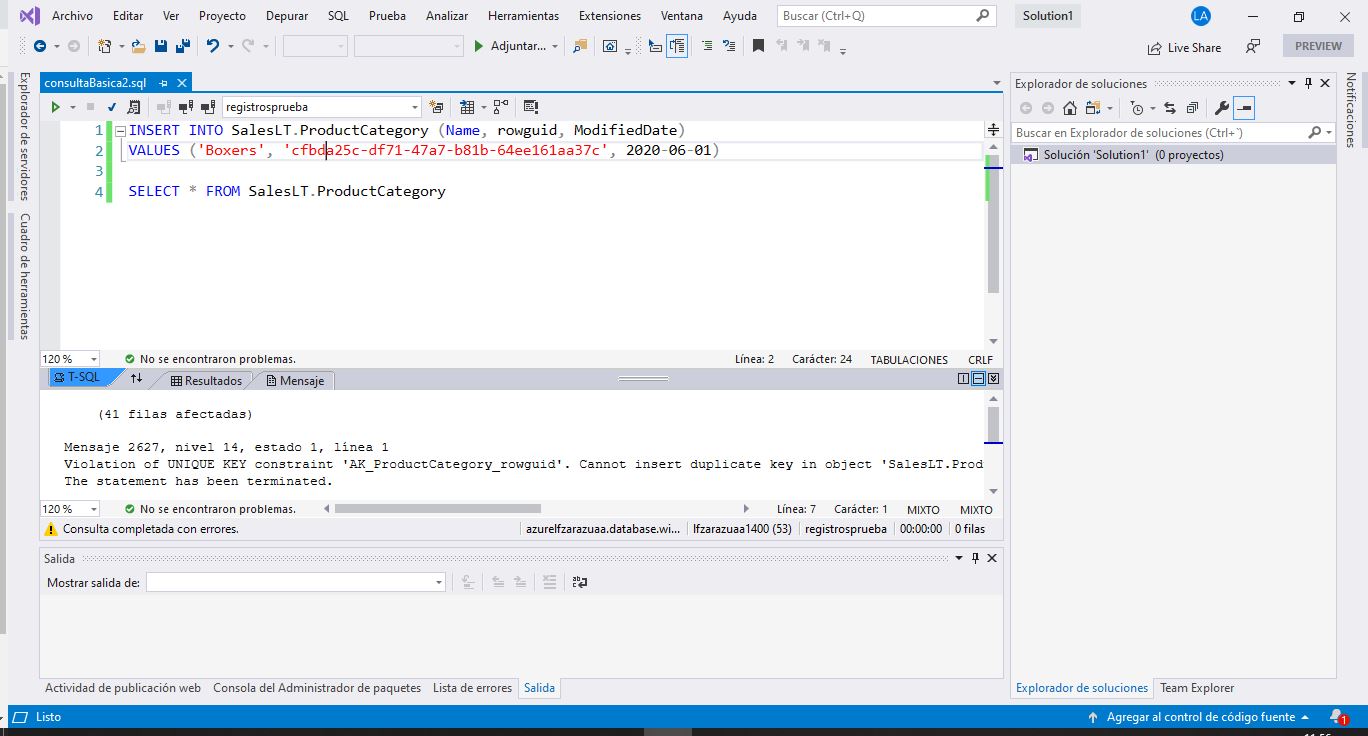 Archivo Editar Ver Proyecto Depurar SQL Prueba Analizar Herramientas Extensiones Ventana Ayuda Buscar (Ctrl+Q) Solution1 LA
Adjuntar... Live Share PREVIEW
Explorador de servidores
Cuadro de herramientas
consultaBasica2.sql
registrosprueba
1 INSERT INTO SalesLT.ProductCategory (Name, rowguid, ModifiedDate)
2 VALUES ('Boxers', 'cfbda25c-df71-47a7-b81b-64ee161aa37c', 2020-06-01)
3
4 SELECT * FROM SalesLT.ProductCategory
120 % No se encontraron problemas. Línea: 2 Carácter: 24 TABULACIONES CRLF
T-SQL Resultados Mensaje
(41 filas afectadas)
Mensaje 2627, nivel 14, estado 1, línea 1
Violation of UNIQUE KEY constraint 'AK_ProductCategory_rowguid'. Cannot insert duplicate key in object 'SalesLT.Prod
The statement has been terminated.
120 % No se encontraron problemas. Línea: 7 Carácter: 1 MIXTO MIXTO
Consulta completada con errores. azurelfzarazuaa.database.wi... lfzarazuaa1400 (53) registrosprueba 00:00:00 0 filas
Salida
Mostrar salida de:
Actividad de publicación web Consola del Administrador de paquetes Lista de errores Salida
Explorador de soluciones
Buscar en Explorador de soluciones (Ctrl+`)
Solución 'Solution1' (0 proyectos)
Explorador de soluciones Team Explorer
Notificaciones
Listo Agregar al control de código fuente 1